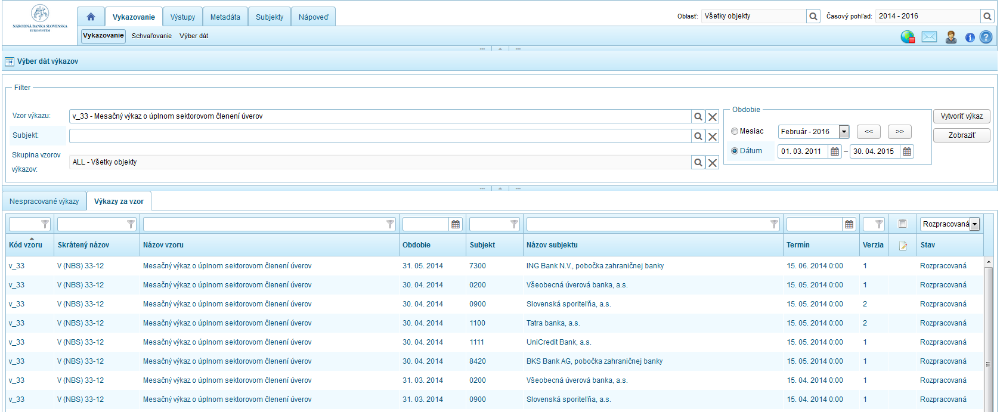 NÁRODNÁ BANKA SLOVENSKA
EUROSYSTÉM
Vykazovanie Výstupy Metadáta Subjekty Nápoveď
Oblasť: Všetky objekty Časový pohľad: 2014 - 2016
Vykazovanie Schvaľovanie Výber dát
Výber dát výkazov
Filter
Vzor výkazu: v_33 - Mesačný výkaz o úplnom sektorovom členení úverov
Subjekt:
Skupina vzorov výkazov: ALL - Všetky objekty
Obdobie
Mesiac Február - 2016 << >>
Dátum 01. 03. 2011 – 30. 04. 2015
Vytvoriť výkaz
Zobraziť
Nespracované výkazy Výkazy za vzor
Rozpracovaná
Kód vzoru Skrátený názov Názov vzoru Obdobie Subjekt Názov subjektu Termín Verzia Stav
v_33 V (NBS) 33-12 Mesačný výkaz o úplnom sektorovom členení úverov 31. 05. 2014 7300 ING Bank N.V., pobočka zahraničnej banky 15. 06. 2014 0:00 1 Rozpracovaná
v_33 V (NBS) 33-12 Mesačný výkaz o úplnom sektorovom členení úverov 30. 04. 2014 0200 Všeobecná úverová banka, a.s. 15. 05. 2014 0:00 1 Rozpracovaná
v_33 V (NBS) 33-12 Mesačný výkaz o úplnom sektorovom členení úverov 30. 04. 2014 0900 Slovenská sporiteľňa, a.s. 15. 05. 2014 0:00 2 Rozpracovaná
v_33 V (NBS) 33-12 Mesačný výkaz o úplnom sektorovom členení úverov 30. 04. 2014 1100 Tatra banka, a.s. 15. 05. 2014 0:00 2 Rozpracovaná
v_33 V (NBS) 33-12 Mesačný výkaz o úplnom sektorovom členení úverov 30. 04. 2014 1111 UniCredit Bank, a.s. 15. 05. 2014 0:00 1 Rozpracovaná
v_33 V (NBS) 33-12 Mesačný výkaz o úplnom sektorovom členení úverov 30. 04. 2014 8420 BKS Bank AG, pobočka zahraničnej banky 15. 05. 2014 0:00 1 Rozpracovaná
v_33 V (NBS) 33-12 Mesačný výkaz o úplnom sektorovom členení úverov 31. 03. 2014 0200 Všeobecná úverová banka, a.s. 15. 04. 2014 0:00 1 Rozpracovaná
v_33 V (NBS) 33-12 Mesačný výkaz o úplnom sektorovom členení úverov 31. 03. 2014 0900 Slovenská sporiteľňa, a.s. 15. 04. 2014 0:00 1 Rozpracovaná